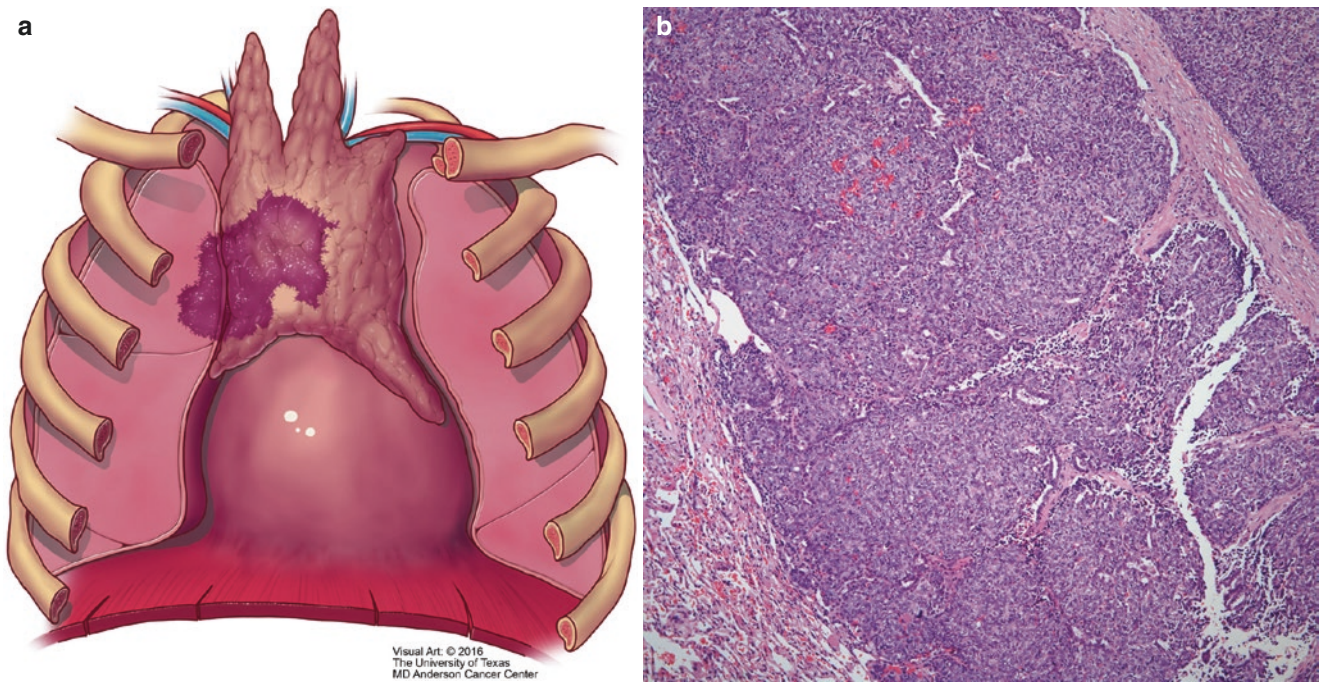 a
b
Visual Art: © 2016
The University of Texas
MD Anderson Cancer Center